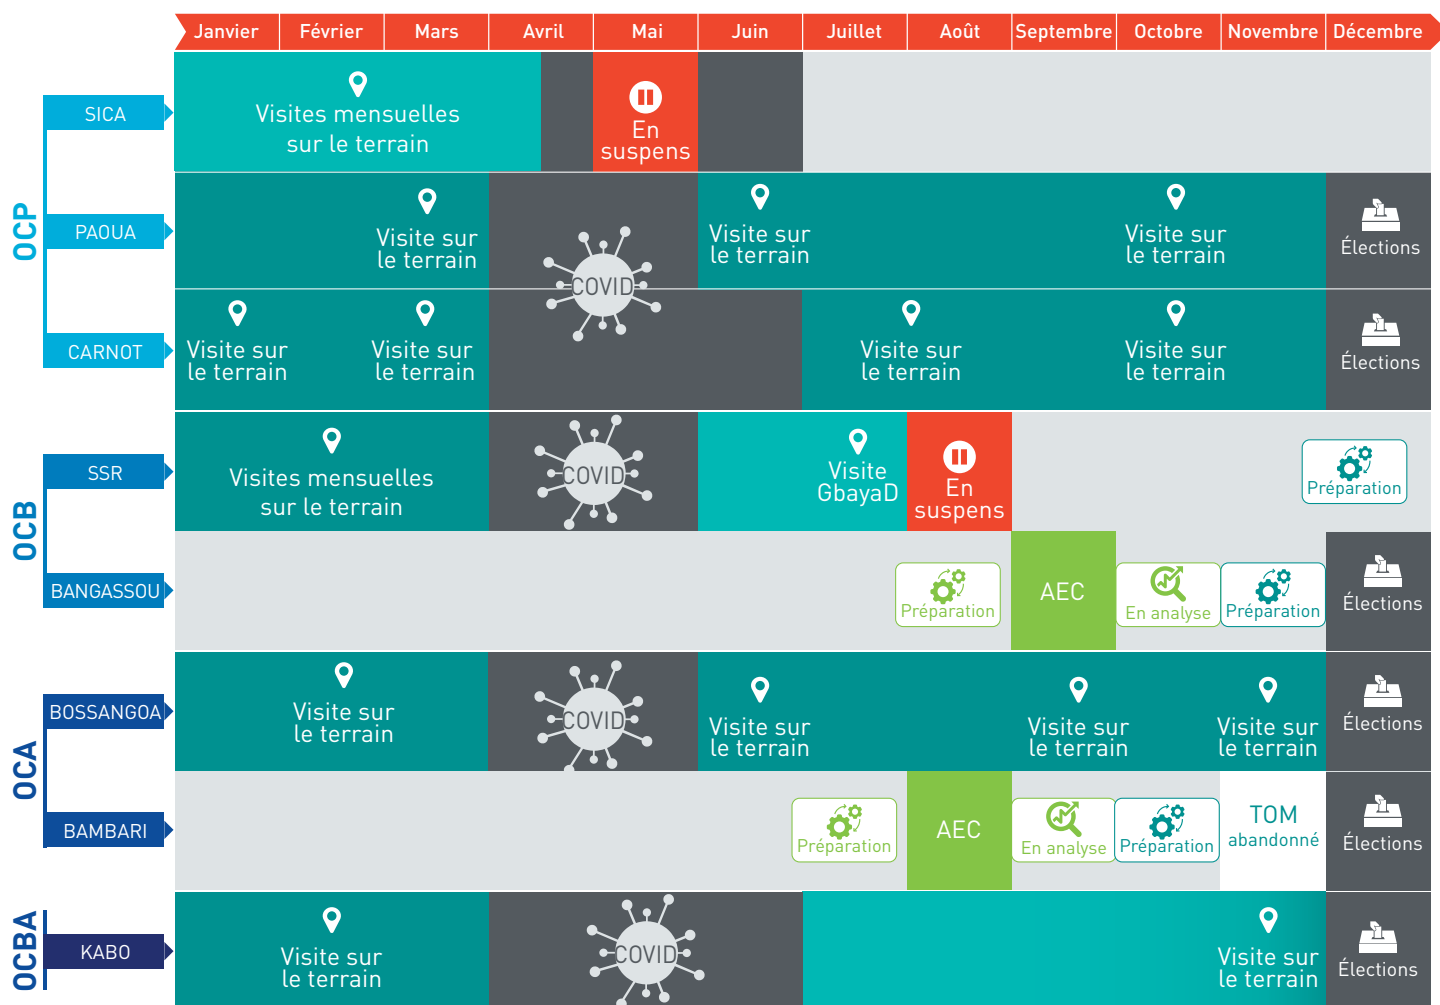 Janvier
Février
Mars
Avril
Mai
Juin
Juillet
Août
Septembre
Octobre
Novembre
Décembre
OCP
SICA
Visites mensuelles
sur le terrain
En
suspens
PAOUA
Visite sur
le terrain
COVID
Visite sur
le terrain
Visite sur
le terrain
Élections
CARNOT
Visite sur
le terrain
Visite sur
le terrain
Visite sur
le terrain
Visite sur
le terrain
Élections
OCB
SSR
Visites mensuelles
sur le terrain
COVID
Visite
GbayaD
En
suspens
Préparation
BANGASSOU
Préparation
AEC
En analyse
Préparation
Élections
OCA
BOSSANGOA
Visite sur
le terrain
COVID
Visite sur
le terrain
Visite sur
le terrain
Visite sur
le terrain
Élections
BAMBARI
Préparation
AEC
En analyse
Préparation
TOM
abandonné
Élections
OCBA
KABO
Visite sur
le terrain
COVID
Visite sur
le terrain
Élections